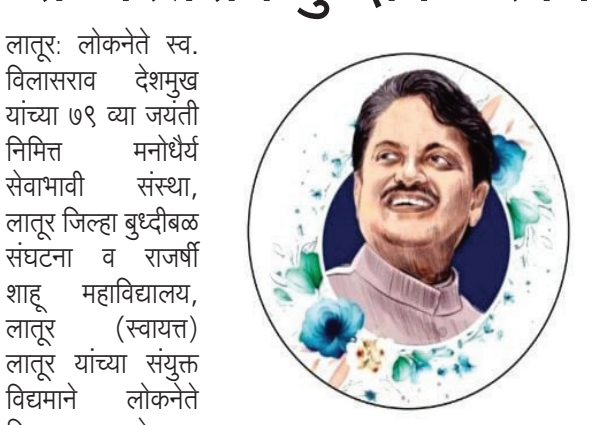 लातूर: लोकनेते स्व.
विलासराव देशमुख
यांच्या ७९ व्या जयंती
निमित्त मनोधैर्य
सेवाभावी संस्था,
लातूर जिल्हा बुध्दीबळ
संघटना व राजर्षी
शाहू महाविद्यालय,
लातूर (स्वायत्त)
लातूर यांच्या संयुक्त
विद्यमाने लोकनेते